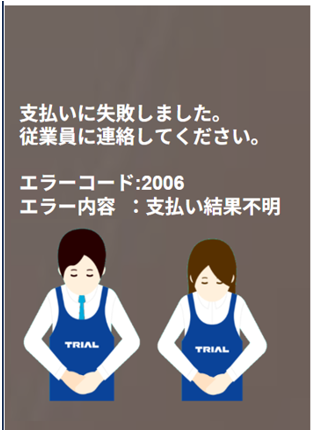 支払いに失敗しました。
従業員に連絡してください。
エラーコード:2006
エラー内容 ：支払い結果不明
TRIAL
TRIAL